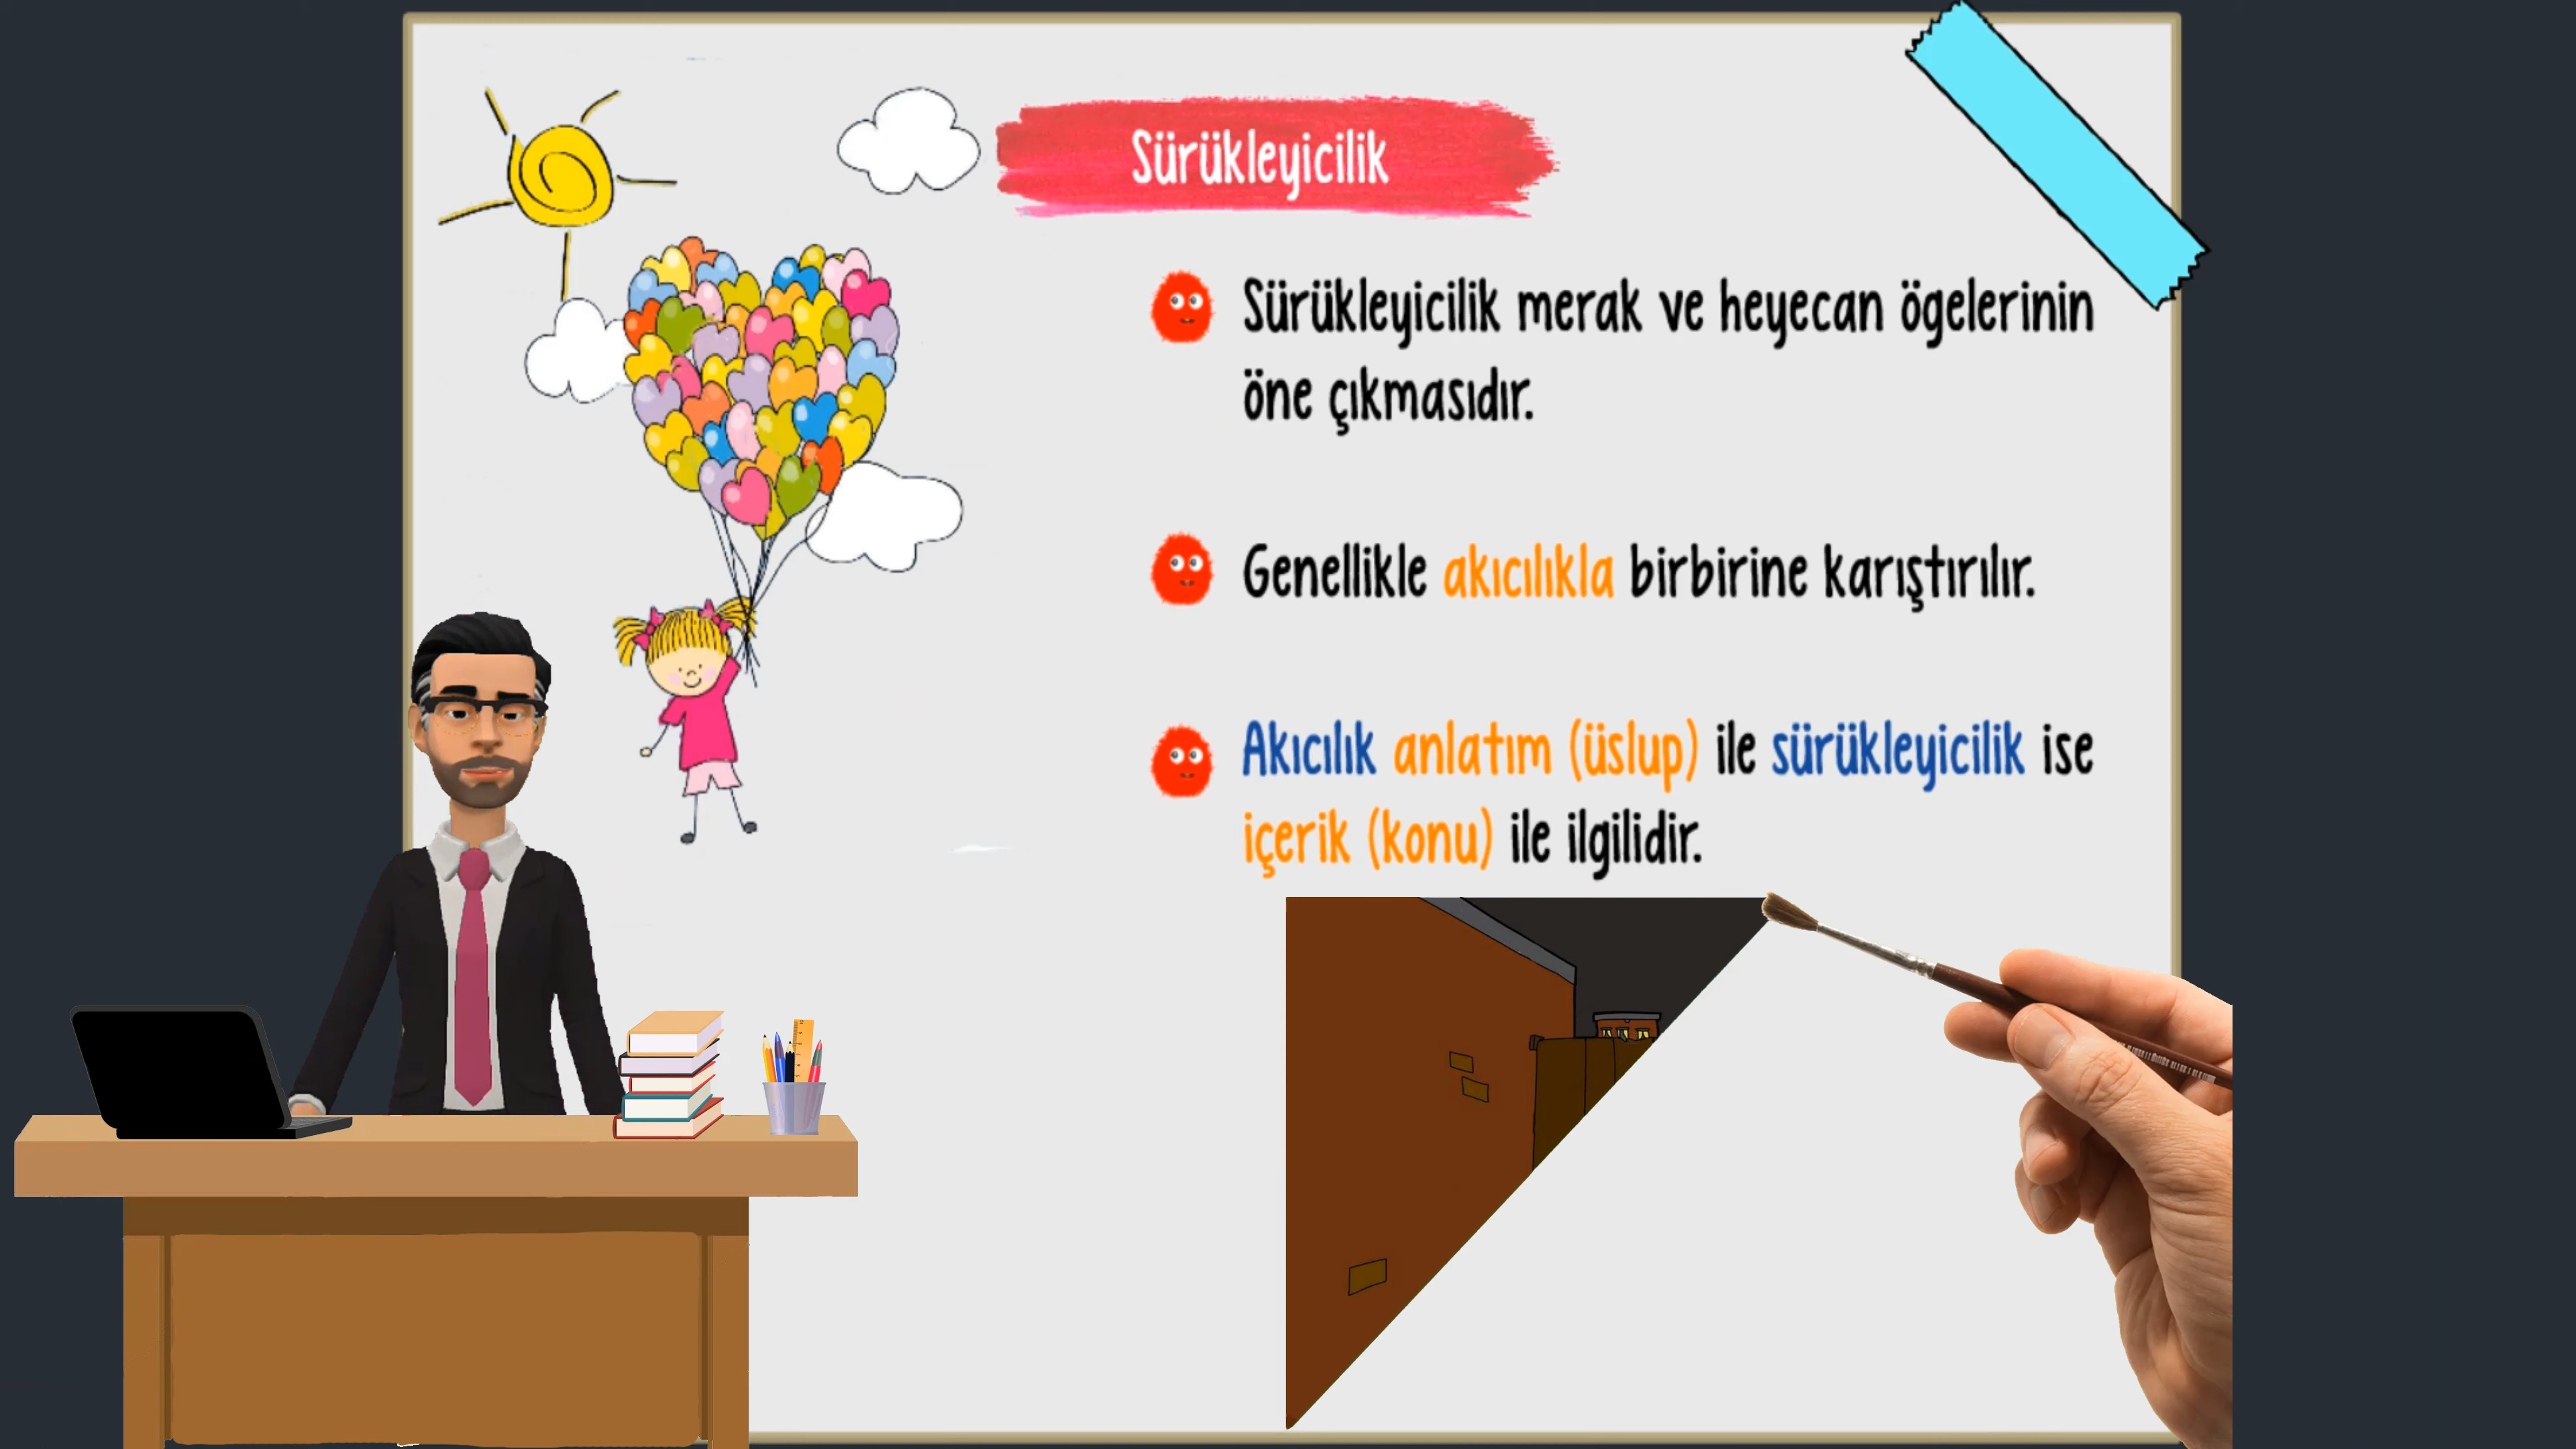 Sürükleyicilik
Sürükleyicilik merak ve heyecan ögelerinin
öne çıkmasıdır.
Genellikle akıcılıkla birbirine karıştırılır.
Akıcılık anlatım (üslup) ile sürükleyicilik ise
içerik (konu) ile ilgilidir.